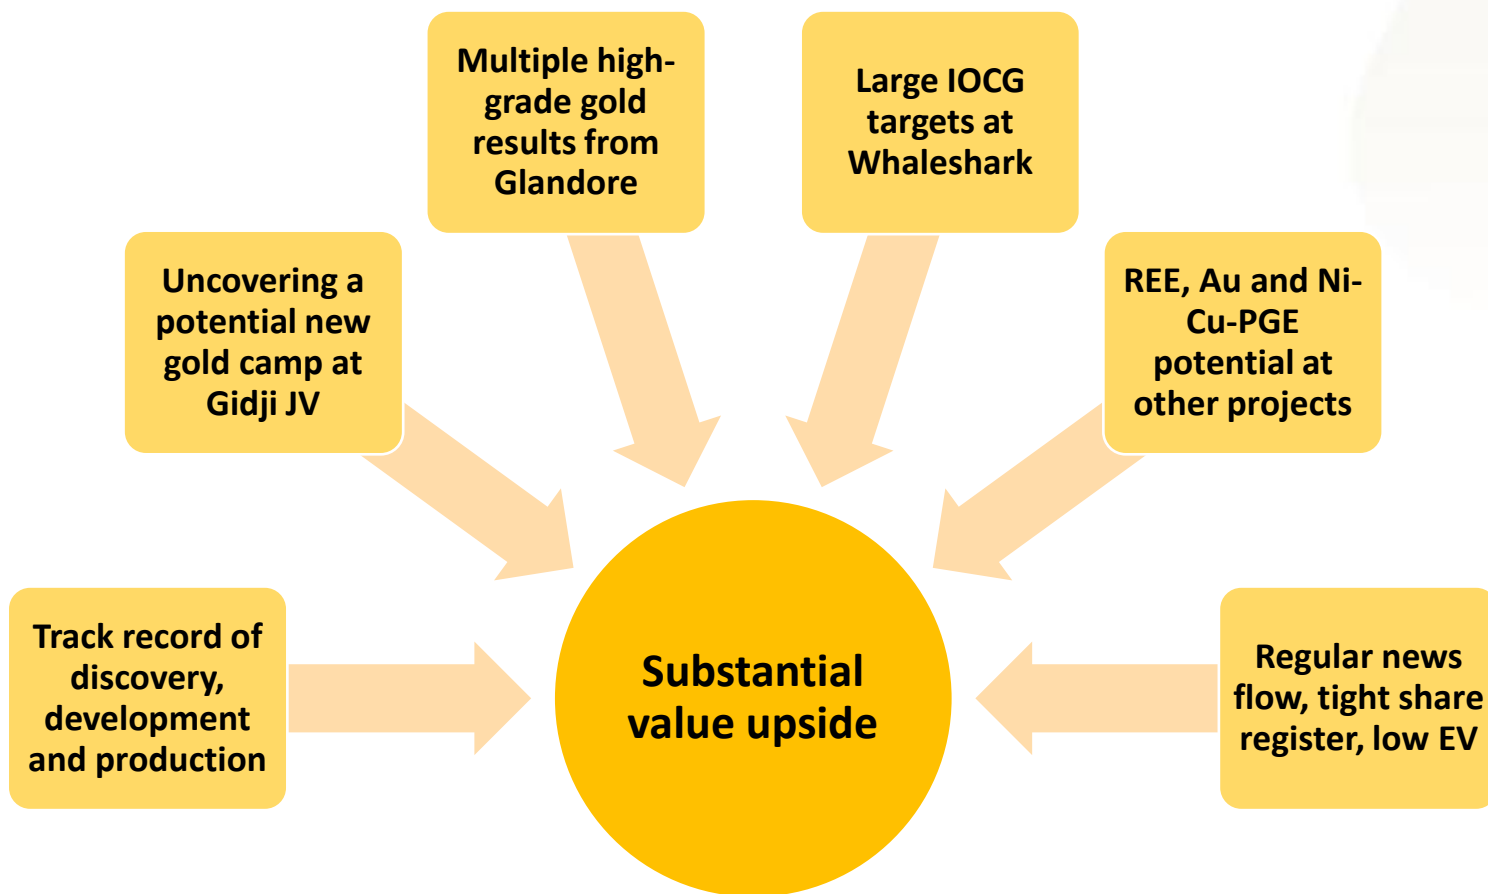 Multiple high-
grade gold
results from
Glandore
Large IOCG
targets at
Whaleshark
Uncovering a
potential new
gold camp at
Gidji JV
REE, Au and Ni-
Cu-PGE
potential at
other projects
Track record of
discovery,
development
and production
Substantial
value upside
Regular news
flow, tight share
register, low EV